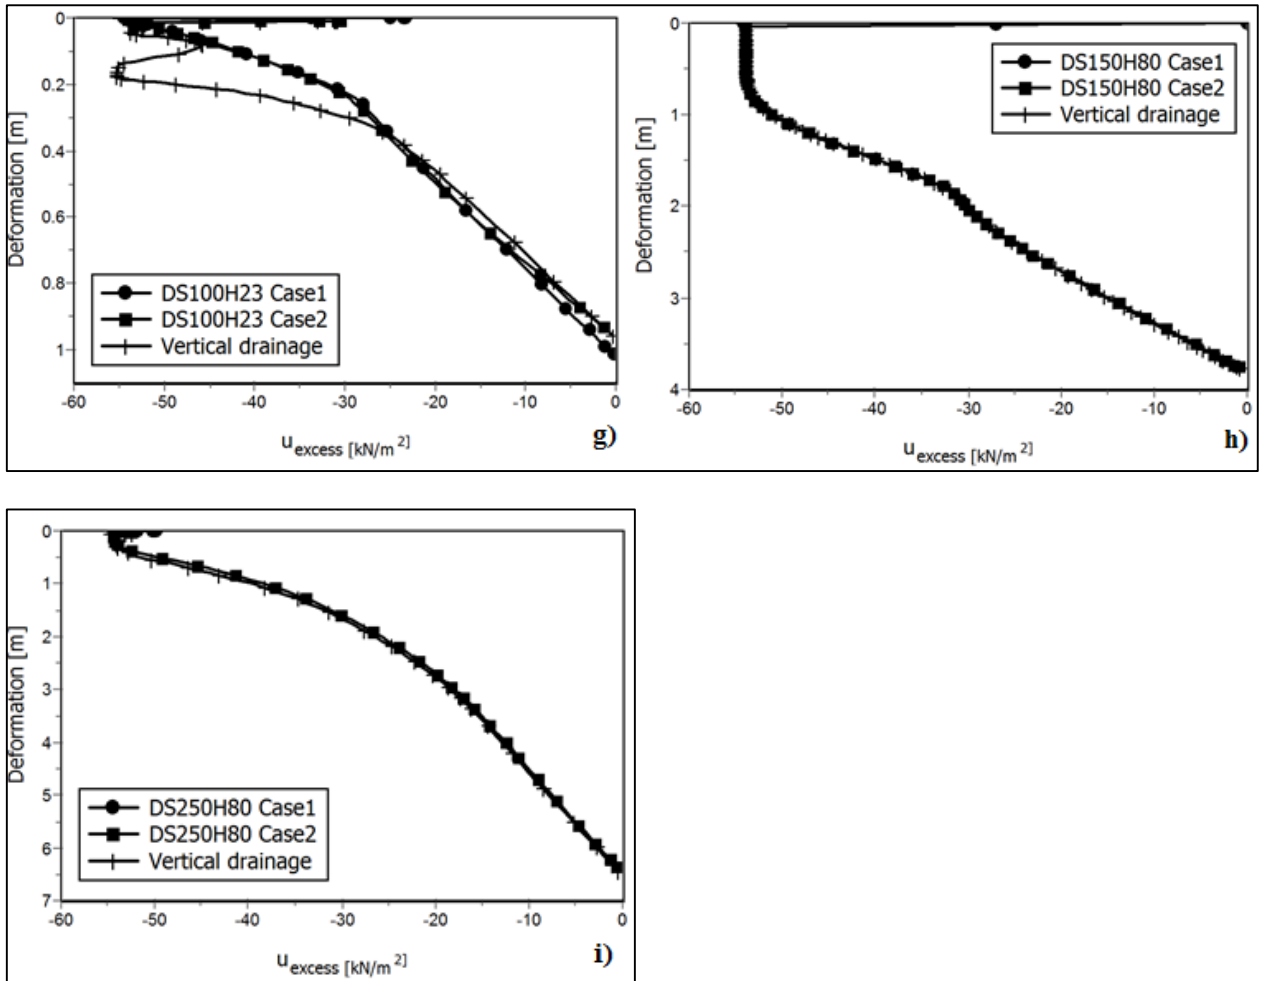 0
0.2
0.4
0.6
0.8
1
Deformation [m]
DS100H23 Case1
DS100H23 Case2
Vertical drainage
-60 -50 -40 -30 -20 -10 0
u excess [kN/m 2]
g)
0
1
2
3
4
Deformation [m]
DS150H80 Case1
DS150H80 Case2
Vertical drainage
-60 -50 -40 -30 -20 -10 0
u excess [kN/m 2]
h)
0
1
2
3
4
5
6
7
Deformation [m]
DS250H80 Case1
DS250H80 Case2
Vertical drainage
-60 -50 -40 -30 -20 -10 0
u excess [kN/m 2]
i)